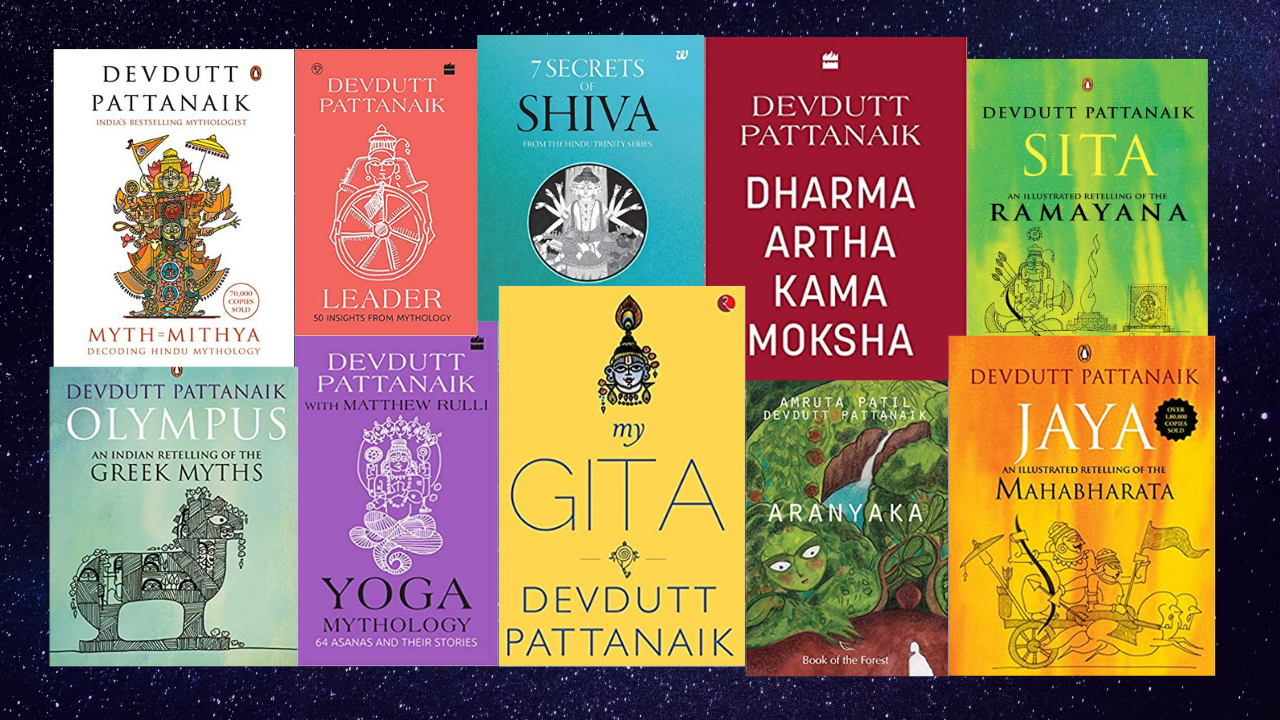 DEVDUTT
PATTANAIK
INDIA'S BESTSELLING MYTHOLOGIST
70,000
COPIES
SOLD
MYTH=MITHYA
DECODING HINDU MYTHOLOGY
DEVDUTT
PATTANAIK
LEADER
50 INSIGHTS FROM MYTHOLOGY
7 SECRETS
OF
SHIVA
FROM THE HINDU TRINITY SERIES
w
DEVDUTT
PATTANAIK
DHARMA
ARTHA
KAMA
MOKSHA
DEVDUTT PATTANAIK
SITA
AN ILLUSTRATED RETELLING OF THE
RAMAYANA
DEVDUTT PATTANAIK
OLYMPUS
AN INDIAN RETELLING OF THE
GREEK MYTHS
DEVDUTT
PATTANAIK
WITH MATTHEW RULLI
YOGA
MYTHOLOGY
64 ASANAS AND THEIR STORIES
my
GITA
DEVDUTT
PATTANAIK
AMRUTA PATIL
DEVDUTT PATTANAIK
ARANYAKA
Book of the Forest
DEVDUTT PATTANAIK
JAYA
OVER
1,80,000
COPIES
SOLD
AN ILLUSTRATED RETELLING OF THE
MAHABHARATA